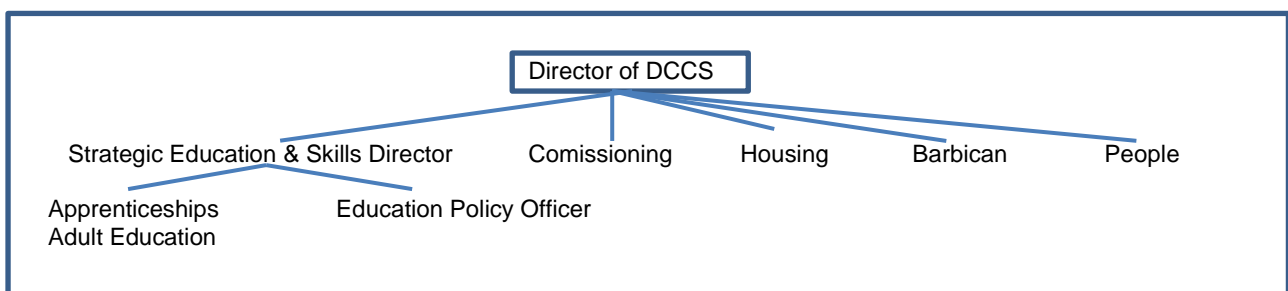 Director of DCCS
Strategic Education & Skills Director Comissioning Housing Barbican People
Apprenticeships Education Policy Officer
Adult Education